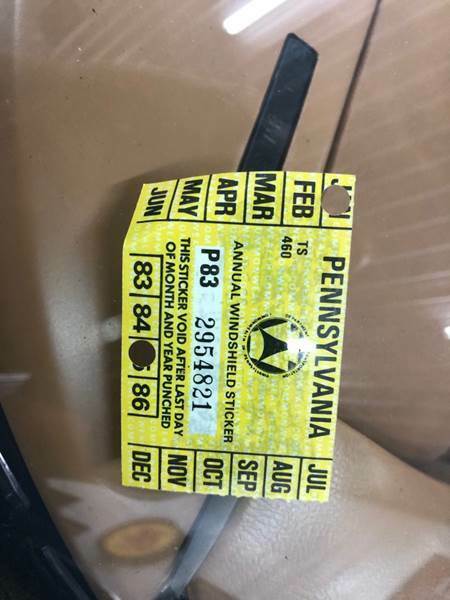 PENNSYLVANIA
TS
460
FEB
MAR
APR
MAY
JUN
ANNUAL WINDSHIELD STICKER
P83 2954821
THIS STICKER VOID AFTER LAST DAY
OF MONTH AND YEAR PUNCHED
83 84 86
JUL
AUG
SEP
OCT
NOV
DEC